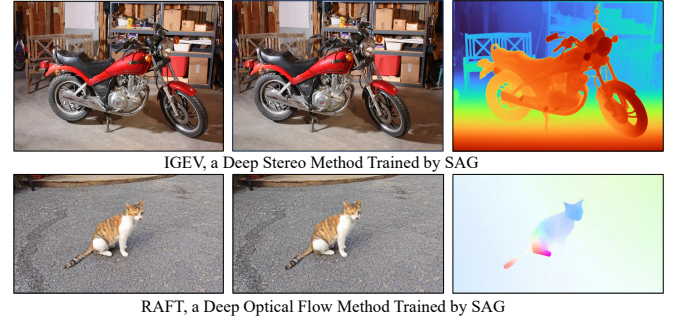 IGEV, a Deep Stereo Method Trained by SAG
RAFT, a Deep Optical Flow Method Trained by SAG